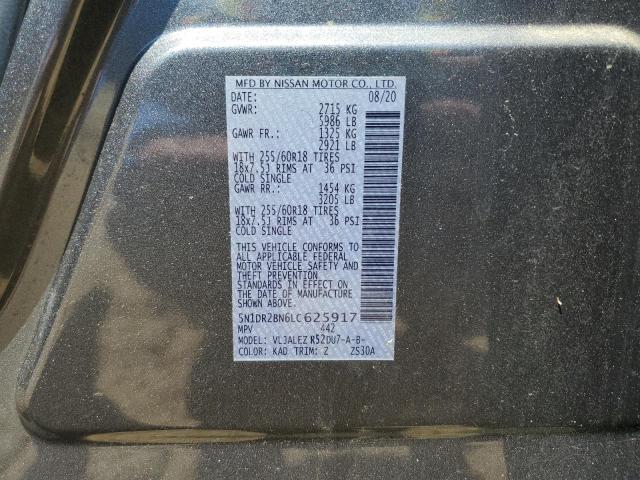 MFD BY NISSAN MOTOR CO., LTD.
DATE: 08/20
GVWR: 2715 KG
5986 LB
GAWR FR.: 1325 KG
2921 LB
WITH 255/60R18 TIRES
18x7.5J RIMS AT 36 PSI
COLD SINGLE
GAWR RR.: 1454 KG
3205 LB
WITH 255/60R18 TIRES
18x7.5J RIMS AT 36 PSI
COLD SINGLE
THIS VEHICLE CONFORMS TO
ALL APPLICABLE FEDERAL
MOTOR VEHICLE SAFETY AND
THEFT PREVENTION
STANDARDS IN EFFECT ON
THE DATE OF MANUFACTURE
SHOWN ABOVE.
5N1DR2BN6LC625917
MPV 442
MODEL: VLJALEZ R52DU7-A-B-
COLOR: KAD TRIM: Z ZS30A